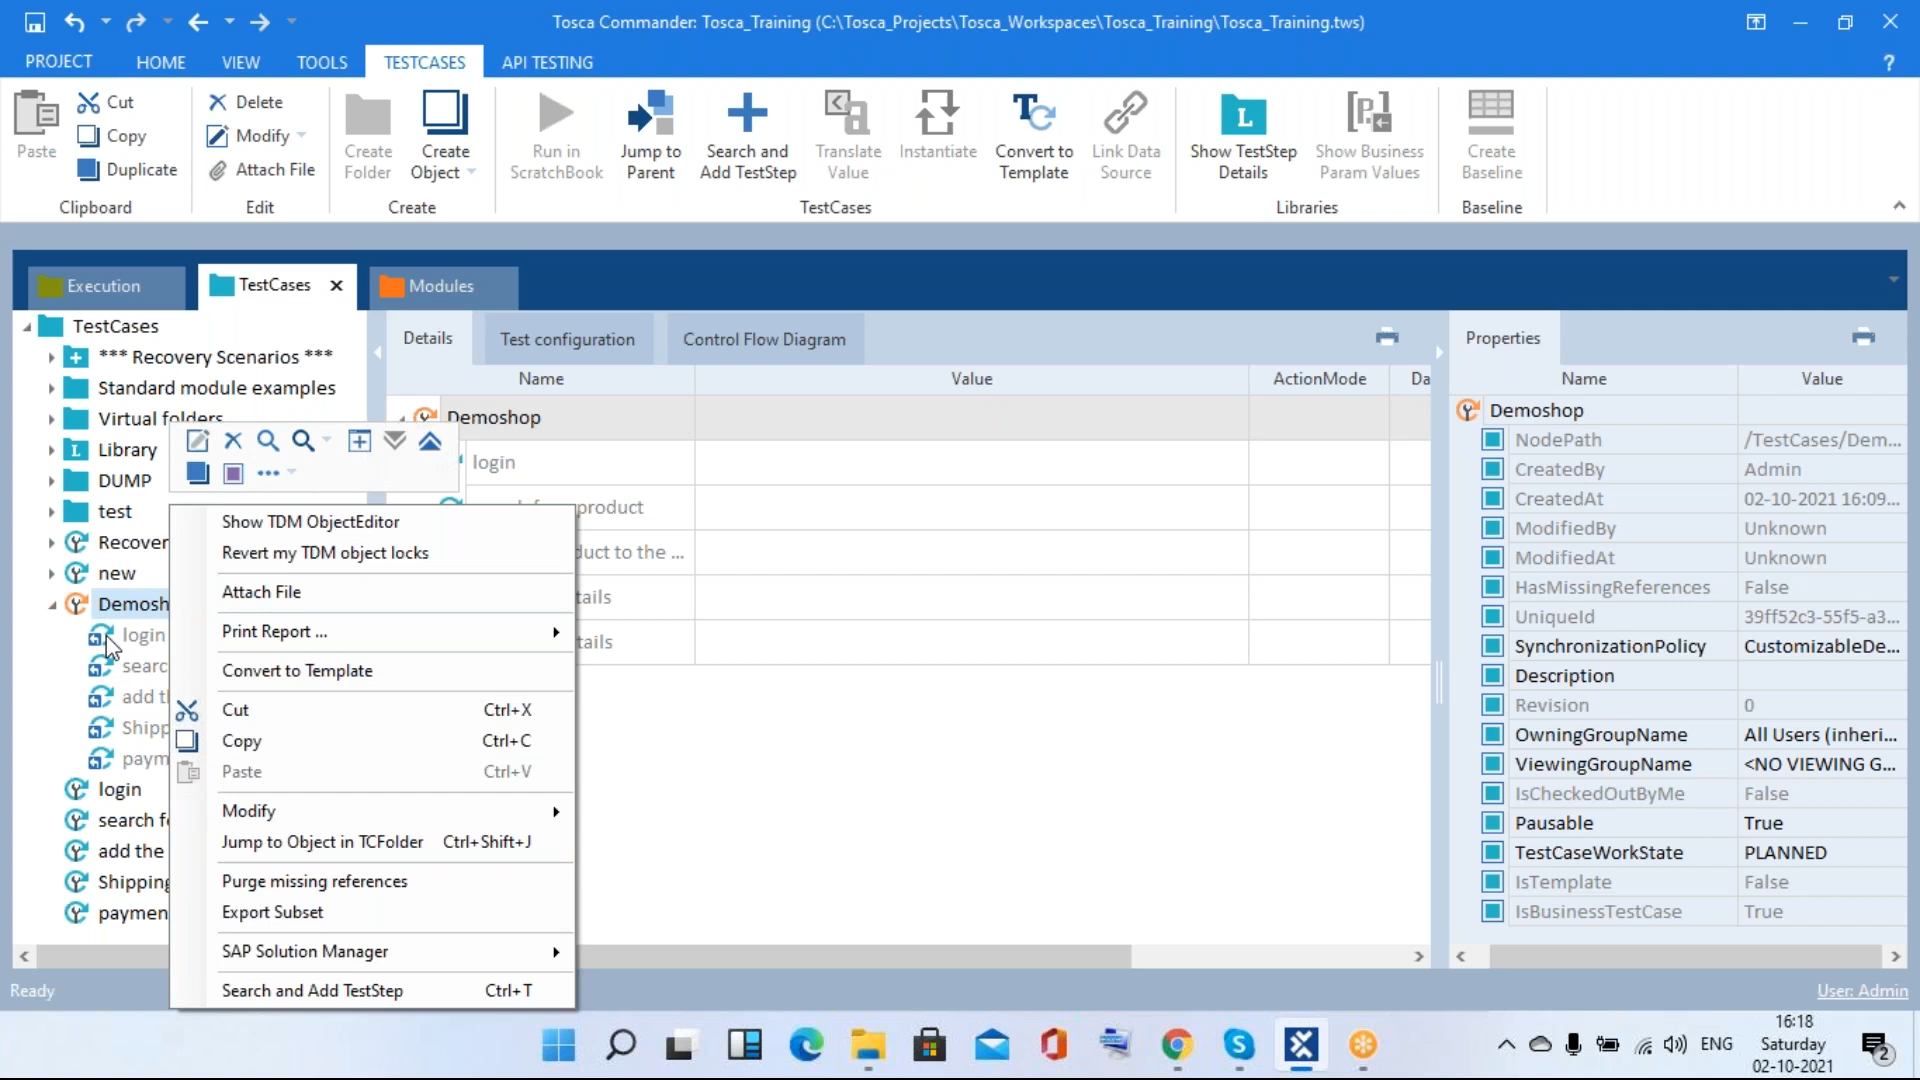 Tosca Commander: Tosca_Training (C:\Tosca_Projects\Tosca_Workspaces\Tosca_Training\Tosca_Training.tws)
PROJECT HOME VIEW TOOLS TESTCASES API TESTING ?
Paste Cut Copy Duplicate
Clipboard
Delete Modify Attach File
Edit
Create Folder Create Object
Create
Run in ScratchBook Jump to Parent Search and Add TestStep Translate Value Instantiate Convert to Template Link Data Source
TestCases
Show TestStep Details Show Business Param Values
Libraries
Create Baseline
Baseline
Execution TestCases Modules
TestCases
*** Recovery Scenarios ***
Standard module examples
Virtual folders
L Library
DUMP
test
Recover
new
Demosh
login
searc
add t
Shipp
paym
login
search f
add the
Shipping
paymen
Show TDM ObjectEditor
Revert my TDM object locks
Attach File
Print Report ...
Convert to Template
Cut Ctrl+X
Copy Ctrl+C
Paste Ctrl+V
Modify
Jump to Object in TCFolder Ctrl+Shift+J
Purge missing references
Export Subset
SAP Solution Manager
Search and Add TestStep Ctrl+T
Details Test configuration Control Flow Diagram
Name Value ActionMode Da
Demoshop
login
product
duct to the ...
tails
tails
Properties
Name Value
Demoshop
NodePath /TestCases/Dem...
CreatedBy Admin
CreatedAt 02-10-2021 16:09...
ModifiedBy Unknown
ModifiedAt Unknown
HasMissingReferences False
UniqueId 39ff52c3-55f5-a3...
SynchronizationPolicy CustomizableDe...
Description
Revision 0
OwningGroupName All Users (inheri...
ViewingGroupName <NO VIEWING G...
IsCheckedOutByMe False
Pausable True
TestCaseWorkState PLANNED
IsTemplate False
IsBusinessTestCase True
Ready User: Admin
ENG
16:18
Saturday
02-10-2021
2